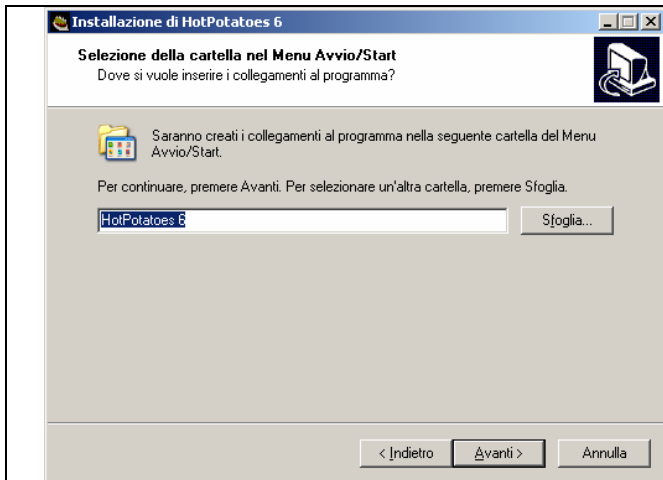 Installazione di HotPotatoes 6
Selezione della cartella nel Menu Avvio/Start
Dove si vuole inserire i collegamenti al programma?
Saranno creati i collegamenti al programma nella seguente cartella del Menu
Avvio/Start.
Per continuare, premere Avanti. Per selezionare un'altra cartella, premere Sfoglia.
HotPotatoes 6
Sfoglia...
< Indietro
Avanti >
Annulla